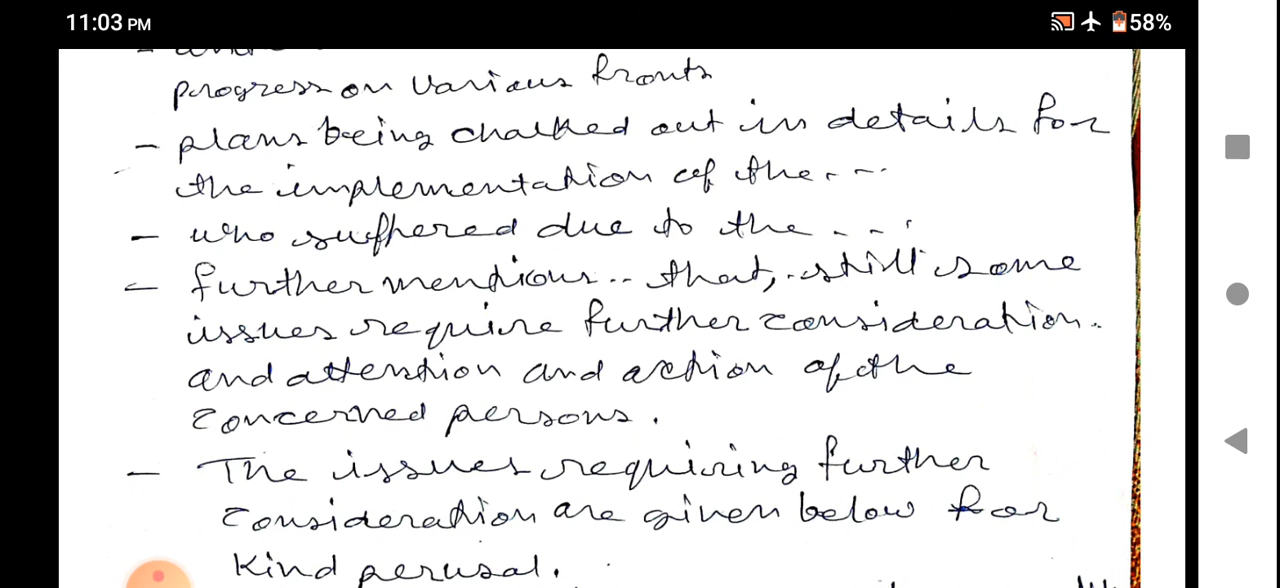 11:03 PM
58%
progress on various fronts
- plans being chalked out in details for
the implementation of the...
- who suffered due to the...
- further mentions.. that, still some
issues require further consideration.
and attention and action of the
concerned persons.
- The issues requiring further
consideration are given below for
kind perusal.